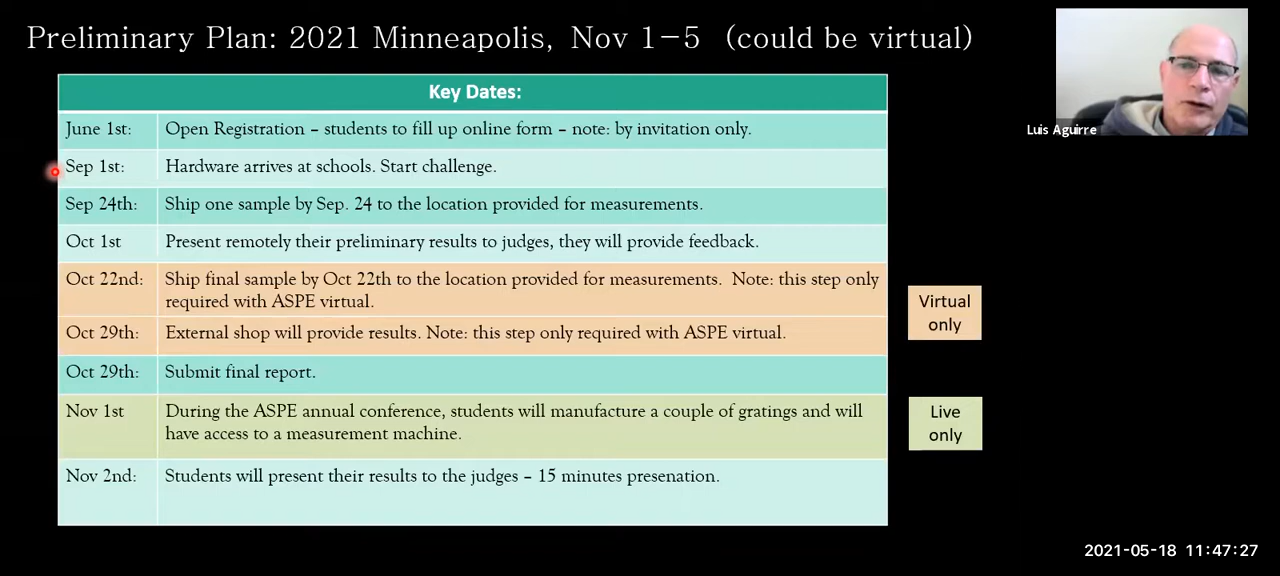 Preliminary Plan: 2021 Minneapolis, Nov 1-5 (could be virtual)
Luis Aguirre
Key Dates:
June 1st: Open Registration – students to fill up online form – note: by invitation only.
Sep 1st: Hardware arrives at schools. Start challenge.
Sep 24th: Ship one sample by Sep. 24 to the location provided for measurements.
Oct 1st Present remotely their preliminary results to judges, they will provide feedback.
Oct 22nd: Ship final sample by Oct 22th to the location provided for measurements. Note: this step only
required with ASPE virtual.
Virtual
only
Oct 29th: External shop will provide results. Note: this step only required with ASPE virtual.
Oct 29th: Submit final report.
Nov 1st During the ASPE annual conference, students will manufacture a couple of gratings and will
have access to a measurement machine.
Live
only
Nov 2nd: Students will present their results to the judges – 15 minutes presenation.
2021-05-18 11:47:27